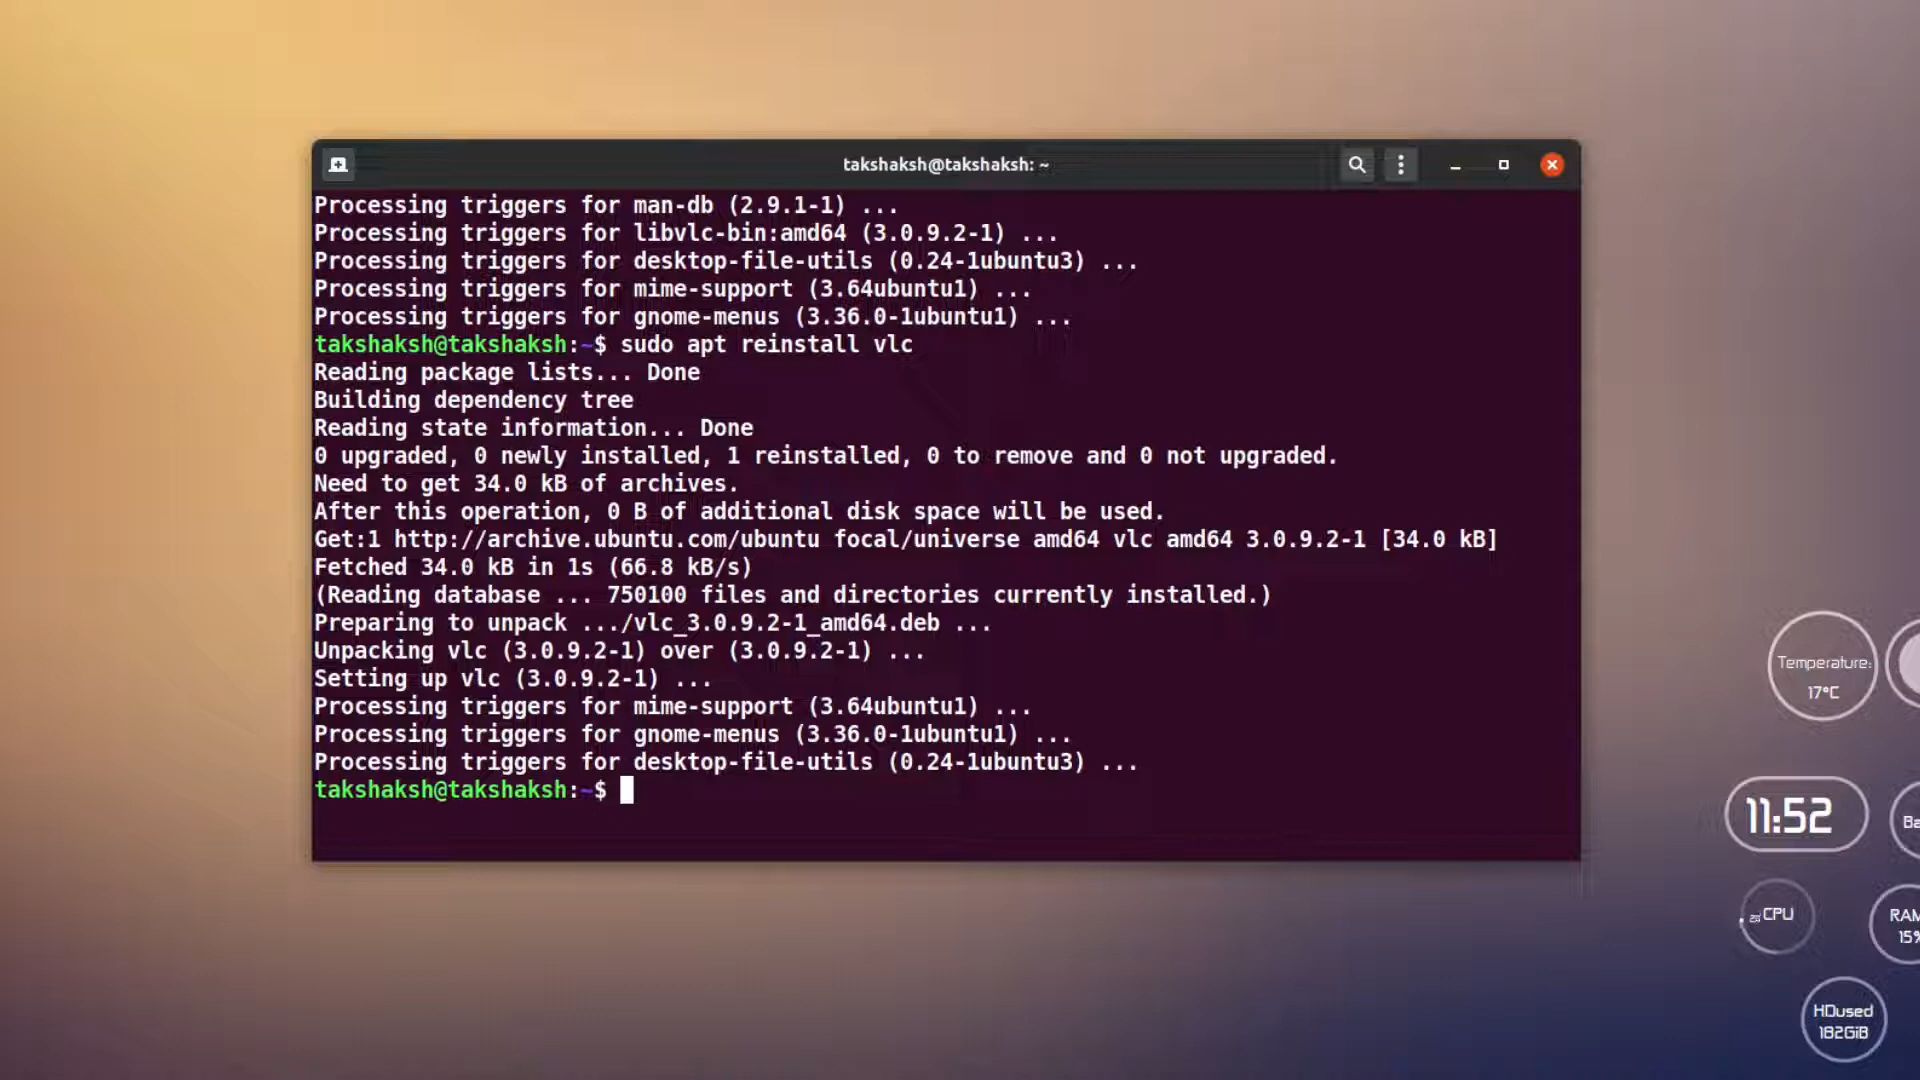 takshaksh@takshaksh: ~
Processing triggers for man-db (2.9.1-1) ...
Processing triggers for libvlc-bin:amd64 (3.0.9.2-1) ...
Processing triggers for desktop-file-utils (0.24-1ubuntu3) ...
Processing triggers for mime-support (3.64ubuntu1) ...
Processing triggers for gnome-menus (3.36.0-1ubuntu1) ...
takshaksh@takshaksh:~$ sudo apt reinstall vlc
Reading package lists... Done
Building dependency tree
Reading state information... Done
0 upgraded, 0 newly installed, 1 reinstalled, 0 to remove and 0 not upgraded.
Need to get 34.0 kB of archives.
After this operation, 0 B of additional disk space will be used.
Get:1 http://archive.ubuntu.com/ubuntu focal/universe amd64 vlc amd64 3.0.9.2-1 [34.0 kB]
Fetched 34.0 kB in 1s (66.8 kB/s)
(Reading database ... 750100 files and directories currently installed.)
Preparing to unpack .../vlc_3.0.9.2-1_amd64.deb ...
Unpacking vlc (3.0.9.2-1) over (3.0.9.2-1) ...
Setting up vlc (3.0.9.2-1) ...
Processing triggers for mime-support (3.64ubuntu1) ...
Processing triggers for gnome-menus (3.36.0-1ubuntu1) ...
Processing triggers for desktop-file-utils (0.24-1ubuntu3) ...
takshaksh@takshaksh:~$
Temperature:
17°C
11:52
Ba
CPU
RAM
15%
HDused
182GiB